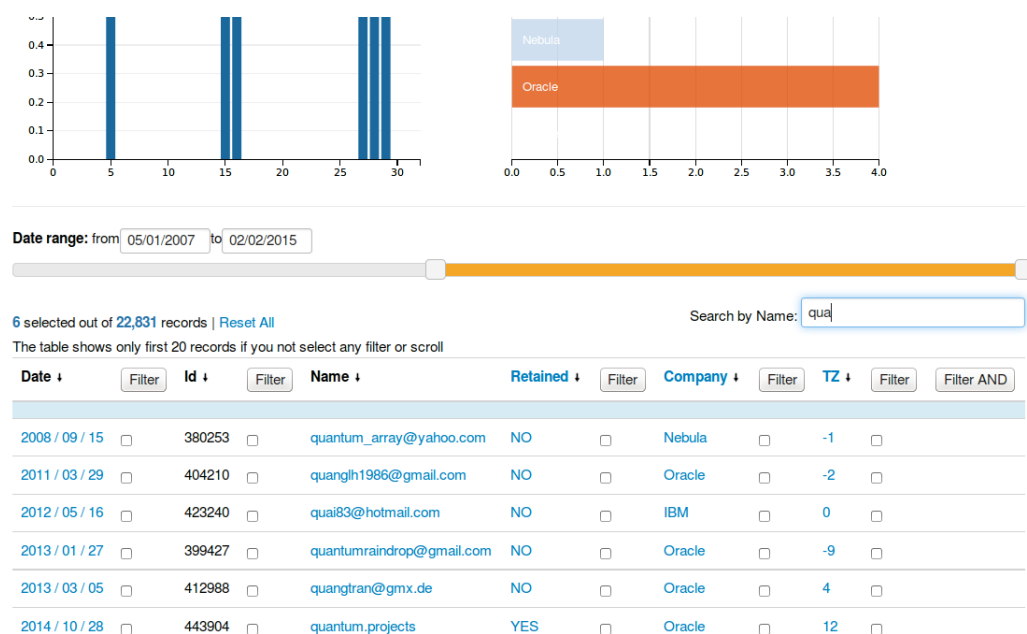 0.5
0.4
0.3
0.2
0.1
0.0
0 5 10 15 20 25 30
Nebula
Oracle
0.0 0.5 1.0 1.5 2.0 2.5 3.0 3.5 4.0
Date range: from 05/01/2007 to 02/02/2015
6 selected out of 22,831 records | Reset All
Search by Name: qua
The table shows only first 20 records if you not select any filter or scroll
Date ↓ Filter Id ↓ Filter Name ↓ Retained ↓ Filter Company ↓ Filter TZ ↓ Filter Filter AND
2008 / 09 / 15 380253 quantum_array@yahoo.com NO Nebula -1
2011 / 03 / 29 404210 quanglh1986@gmail.com NO Oracle -2
2012 / 05 / 16 423240 quai83@hotmail.com NO IBM 0
2013 / 01 / 27 399427 quantumraindrop@gmail.com NO Oracle -9
2013 / 03 / 05 412988 quangtran@gmx.de NO Oracle 4
2014 / 10 / 28 443904 quantum.projects YES Oracle 12